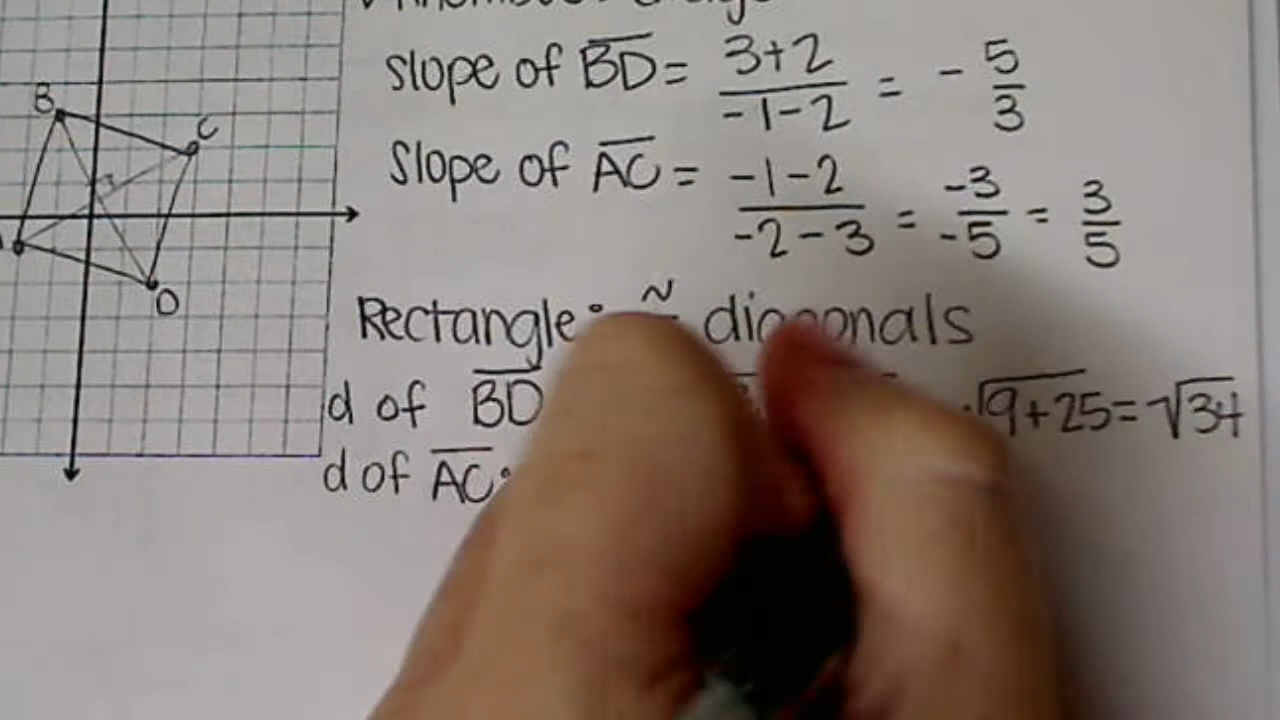 B
C
D
slope of BD = 3+2 / -1-2 = - 5/3
Slope of AC = -1-2 / -2-3 = -3/-5 = 3/5
Rectangle: ≅ diagonals
d of BD √9+25 = √34
d of AC: